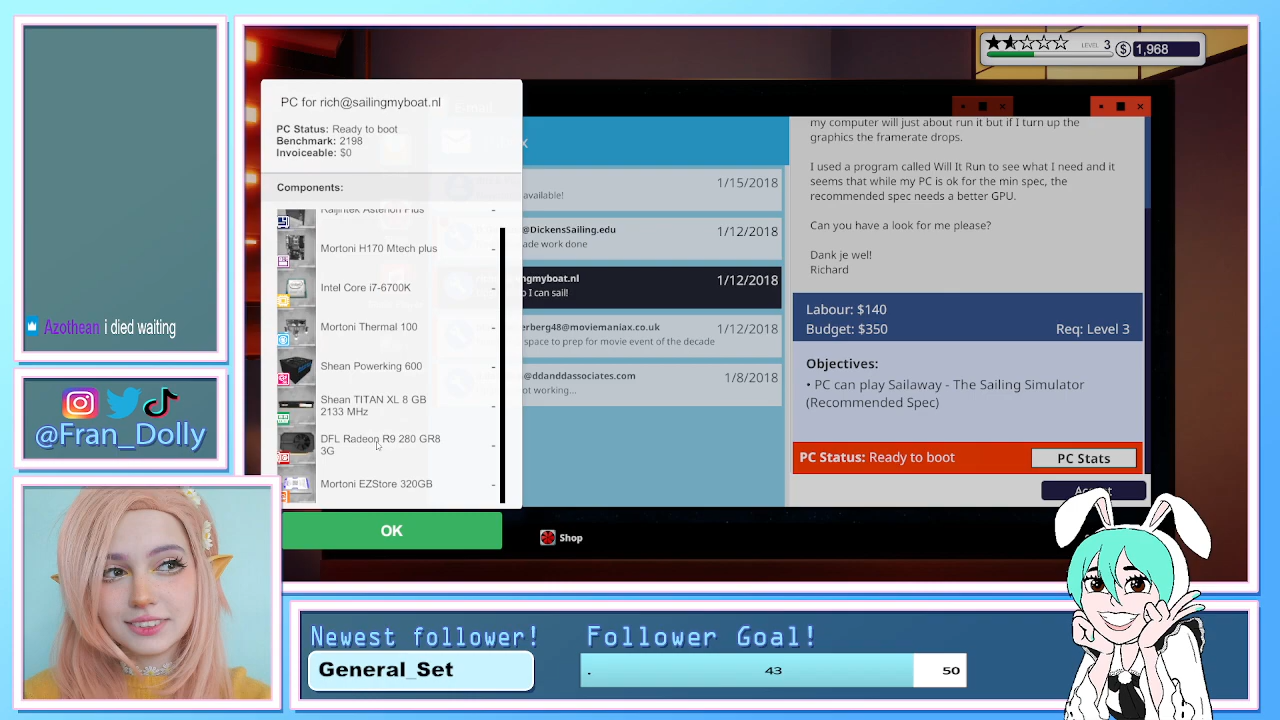 Azothean i died waiting
@Fran_Dolly
LEVEL 3
$ 1,968
PC for rich@sailingmyboat.nl
PC Status: Ready to boot
Benchmark: 2198
Invoiceable: $0
Components:
Raijintek Asterion Plus -
Mortoni H170 Mtech plus -
Intel Core i7-6700K -
Mortoni Thermal 100 -
Shean Powerking 600 -
Shean TITAN XL 8 GB
2133 MHz -
DFL Radeon R9 280 GR8
3G -
Mortoni EZStore 320GB -
OK
1/15/2018
available!
@DickensSailing.edu 1/12/2018
ade work done
ngmyboat.nl 1/12/2018
o I can sail!
erberg48@moviemaniax.co.uk 1/12/2018
space to prep for movie event of the decade
s@ddanddassociates.com 1/8/2018
ot working...
Shop
my computer will just about run it but if I turn up the
graphics the framerate drops.
I used a program called Will It Run to see what I need and it
seems that while my PC is ok for the min spec, the
recommended spec needs a better GPU.
Can you have a look for me please?
Dank je wel!
Richard
Labour: $140
Budget: $350 Req: Level 3
Objectives:
• PC can play Sailaway - The Sailing Simulator
(Recommended Spec)
PC Status: Ready to boot PC Stats
Newest follower! Follower Goal!
General_Set . 43 50